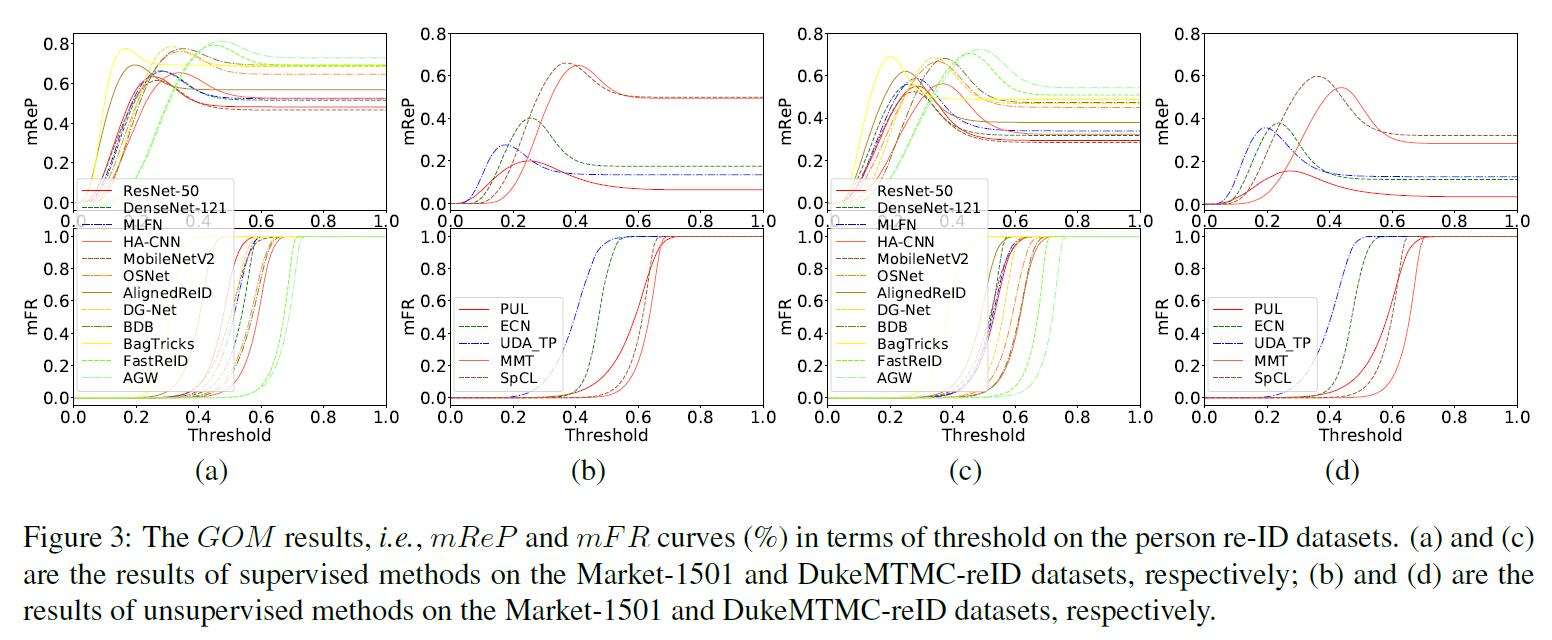 0.8
0.6
0.4
0.2
0.0
mReP
0.0 0.2 0.4 0.6 0.8 1.0
1.0
0.8
0.6
0.4
0.2
0.0
mFR
ResNet-50
DenseNet-121
MLFN
HA-CNN
MobileNetV2
OSNet
AlignedReID
DG-Net
BDB
BagTricks
FastReID
AGW
0.0 0.2 0.4 0.6 0.8 1.0
Threshold
(a)
0.8
0.6
0.4
0.2
0.0
mReP
0.0 0.2 0.4 0.6 0.8 1.0
1.0
0.8
0.6
0.4
0.2
0.0
mFR
PUL
ECN
UDA_TP
MMT
SpCL
0.0 0.2 0.4 0.6 0.8 1.0
Threshold
(b)
0.8
0.6
0.4
0.2
0.0
mReP
0.0 0.2 0.4 0.6 0.8 1.0
1.0
0.8
0.6
0.4
0.2
0.0
mFR
ResNet-50
DenseNet-121
MLFN
HA-CNN
MobileNetV2
OSNet
AlignedReID
DG-Net
BDB
BagTricks
FastReID
AGW
0.0 0.2 0.4 0.6 0.8 1.0
Threshold
(c)
0.8
0.6
0.4
0.2
0.0
mReP
0.0 0.2 0.4 0.6 0.8 1.0
1.0
0.8
0.6
0.4
0.2
0.0
mFR
PUL
ECN
UDA_TP
MMT
SpCL
0.0 0.2 0.4 0.6 0.8 1.0
Threshold
(d)
Figure 3: The GOM results, i.e., mReP and mFR curves (%) in terms of threshold on the person re-ID datasets. (a) and (c)
are the results of supervised methods on the Market-1501 and DukeMTMC-reID datasets, respectively; (b) and (d) are the
results of unsupervised methods on the Market-1501 and DukeMTMC-reID datasets, respectively.